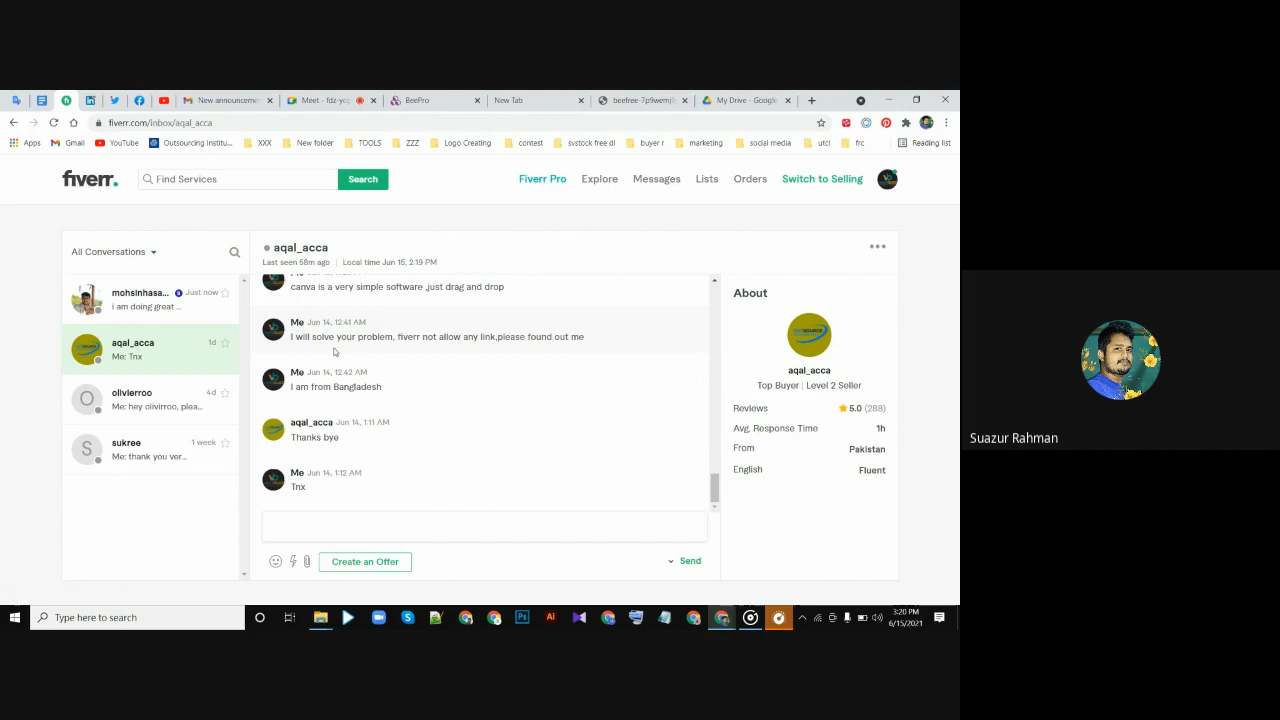 New announcemen
Meet - fdz-ycq
BeePro
New Tab
beefree-7p9wemjl
My Drive - Google
fiverr.com/inbox/aqal_acca
Apps
Gmail
YouTube
Outsourcing institu...
XXX
New folder
TOOLS
ZZZ
Logo Creating
contest
svstock free dl
buyer r
marketing
social media
utcl
frc
Reading list
fiverr.
Find Services
Search
Fiverr Pro
Explore
Messages
Lists
Orders
Switch to Selling
All Conversations
mohsinhasa...
Just now
i am doing great ...
aqal_acca
1d
Me: Tnx
olivierroo
4d
Me: hey olivirroo, plea...
sukree
1 week
Me: thank you ver...
aqal_acca
Last seen 58m ago | Local time Jun 15, 2:19 PM
canva is a very simple software ,just drag and drop
Me Jun 14, 12:41 AM
I will solve your problem, fiverr not allow any link,please found out me
Me Jun 14, 12:42 AM
I am from Bangladesh
aqal_acca Jun 14, 1:11 AM
Thanks bye
Me Jun 14, 1:12 AM
Tnx
Create an Offer
Send
About
aqal_acca
Top Buyer | Level 2 Seller
Reviews
5.0 (288)
Avg. Response Time
1h
From
Pakistan
English
Fluent
Suazur Rahman
Type here to search
3:20 PM
6/15/2021